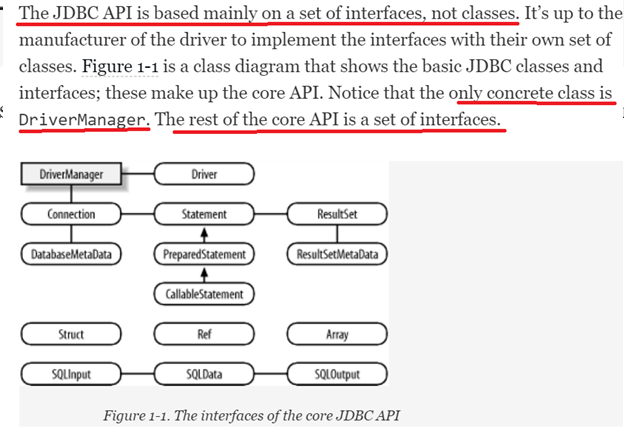 The JDBC API is based mainly on a set of interfaces, not classes. It’s up to the
manufacturer of the driver to implement the interfaces with their own set of
classes. Figure 1-1 is a class diagram that shows the basic JDBC classes and
interfaces; these make up the core API. Notice that the only concrete class is
DriverManager. The rest of the core API is a set of interfaces.
DriverManager Driver
Connection Statement ResultSet
DatabaseMetaData PreparedStatement ResultSetMetaData
CallableStatement
Struct Ref Array
SQLInput SQLData SQLOutput
Figure 1-1. The interfaces of the core JDBC API